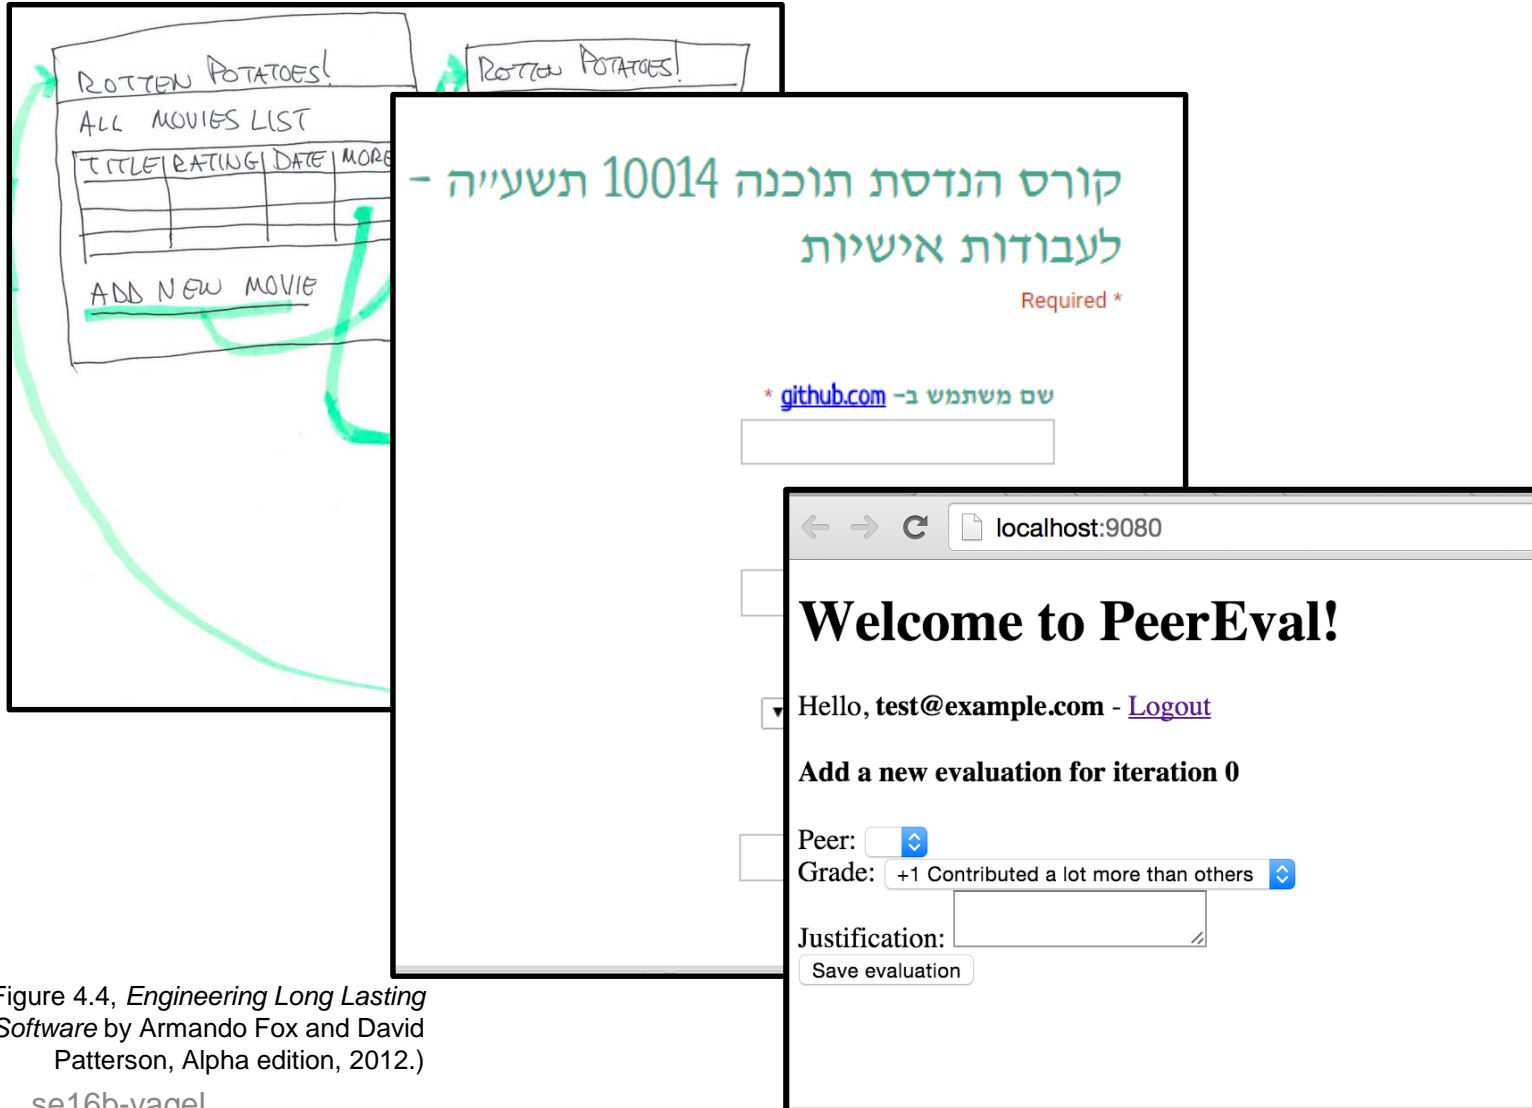 ROTTEN POTATOES!
ALL MOVIES LIST
TITLE RATING DATE MORE
ADD NEW MOVIE
ROTTEN POTATOES!
קורס הנדסת תוכנה 10014 תשע״ה –
לעבודות אישיות
Required *
שם משתמש ב- github.com *
localhost:9080
Welcome to PeerEval!
Hello, test@example.com - Logout
Add a new evaluation for iteration 0
Peer:
Grade: +1 Contributed a lot more than others
Justification:
Save evaluation
Figure 4.4, Engineering Long Lasting
Software by Armando Fox and David
Patterson, Alpha edition, 2012.)
se16b-yagel